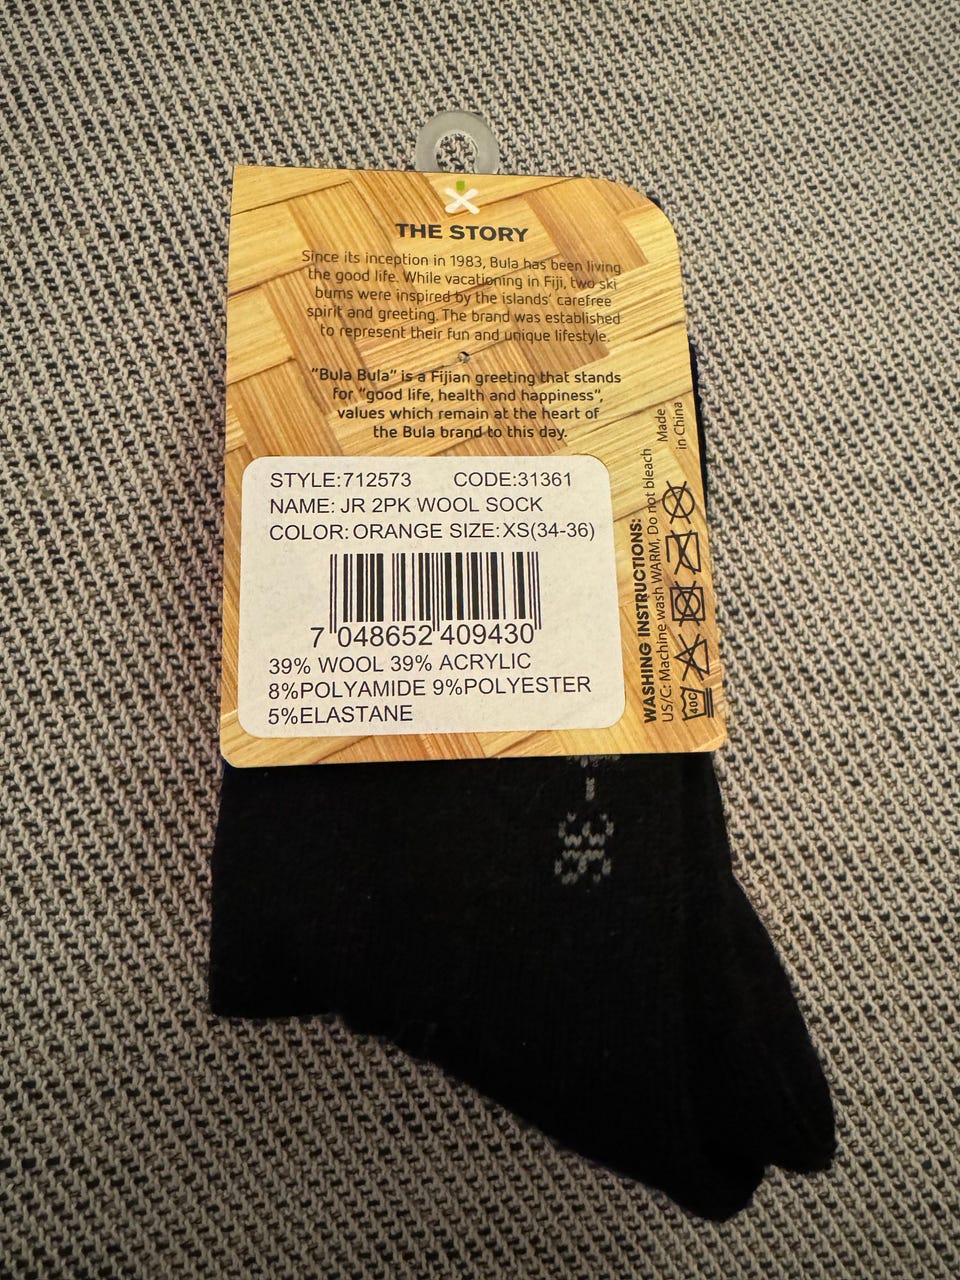 THE STORY
Since its inception in 1983, Bula has been living
the good life. While vacationing in Fiji, two ski
bums were inspired by the islands' carefree
spirit and greeting. The brand was established
to represent their fun and unique lifestyle.
"Bula Bula" is a Fijian greeting that stands
for "good life, health and happiness",
values which remain at the heart of
the Bula brand to this day.
STYLE:712573 CODE:31361
NAME: JR 2PK WOOL SOCK
COLOR: ORANGE SIZE:XS(34-36)
7 048652 409430
39% WOOL 39% ACRYLIC
8%POLYAMIDE 9%POLYESTER
5%ELASTANE
WASHING INSTRUCTIONS:
US/C: Machine wash WARM, Do not bleach
40C
Made
in China
-36